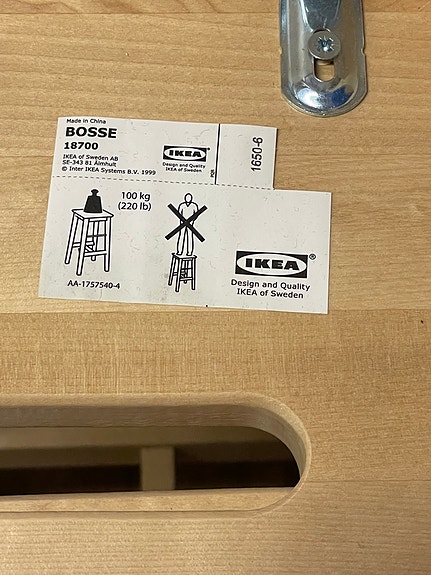 Made in China
BOSSE
18700
IKEA of Sweden AB
SE-343 81 Älmhult
© Inter IKEA Systems B.V. 1999
IKEA®
Design and Quality
IKEA of Sweden
PQR
1650-6
100 kg
(220 lb)
AA-1757540-4
IKEA®
Design and Quality
IKEA of Sweden